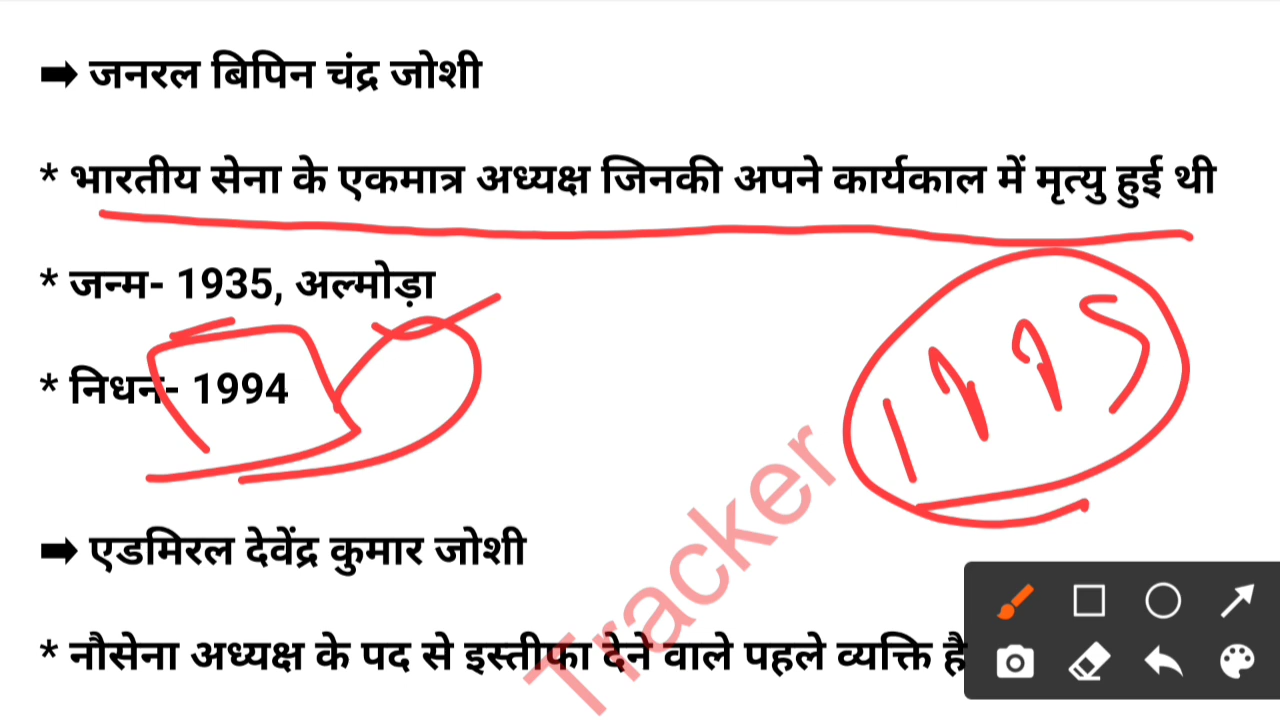 ➡ जनरल बिपिन चंद्र जोशी
* भारतीय सेना के एकमात्र अध्यक्ष जिनकी अपने कार्यकाल में मृत्यु हुई थी
* जन्म- 1935, अल्मोड़ा
* निधन- 1994
1995
➡ एडमिरल देवेंद्र कुमार जोशी
* नौसेना अध्यक्ष के पद से इस्तीफा देने वाले पहले व्यक्ति है
Tracker